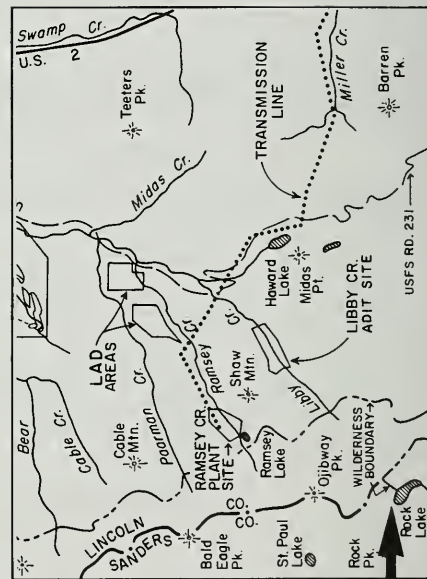 Swamp Cr.
U.S. 2
Teeters
Pk.
Miller Cr.
Barren
Pk.
TRANSMISSION
LINE
Midas Cr.
USFS RD. 231
Howard
Lake
Midas
Pt.
LIBBY CR.
ADIT SITE
LAD
AREAS
Cr.
Ramsey
Cr.
Libby
Shaw
Mtn.
Poorman
Cr.
Bear
Cable Cr.
Cable
Mtn.
RAMSEY CR.
PLANT
SITE
Ramsey
Lake
WILDERNESS
BOUNDARY
Ojibway
Pk.
LINCOLN CO.
SANDERS CO.
Bald
Eagle
Pk.
St. Paul
Lake
Rock
Pk.
Rock
Lake